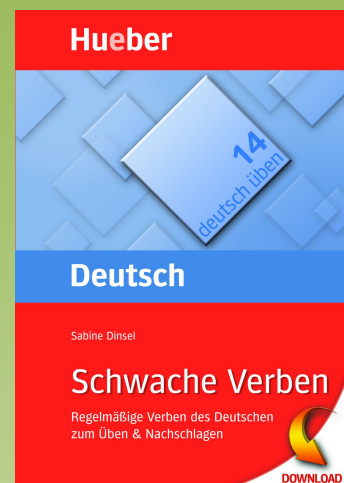 Hueber
14
deutsch üben
Deutsch
Sabine Dinsel
Schwache Verben
Regelmäßige Verben des Deutschen
zum Üben & Nachschlagen
DOWNLOAD